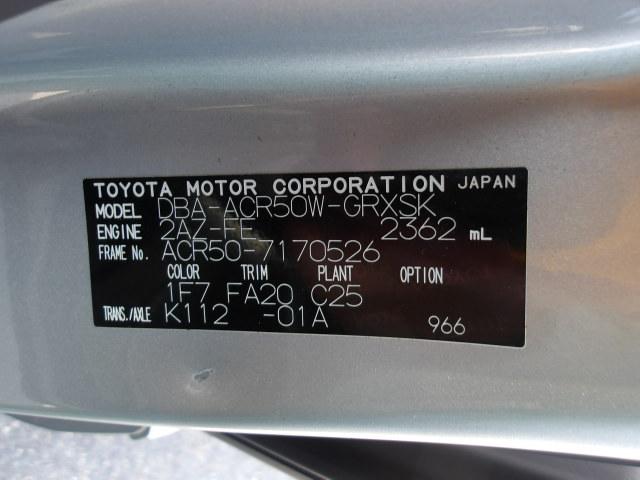 TOYOTA MOTOR CORPORATION JAPAN
MODEL DBA-ACR50W-GRXSK
ENGINE 2AZ-FE 2362 mL
FRAME No. ACR50-7170526
COLOR TRIM PLANT OPTION
1F7 FA20 C25
TRANS./AXLE K112 -01A 966